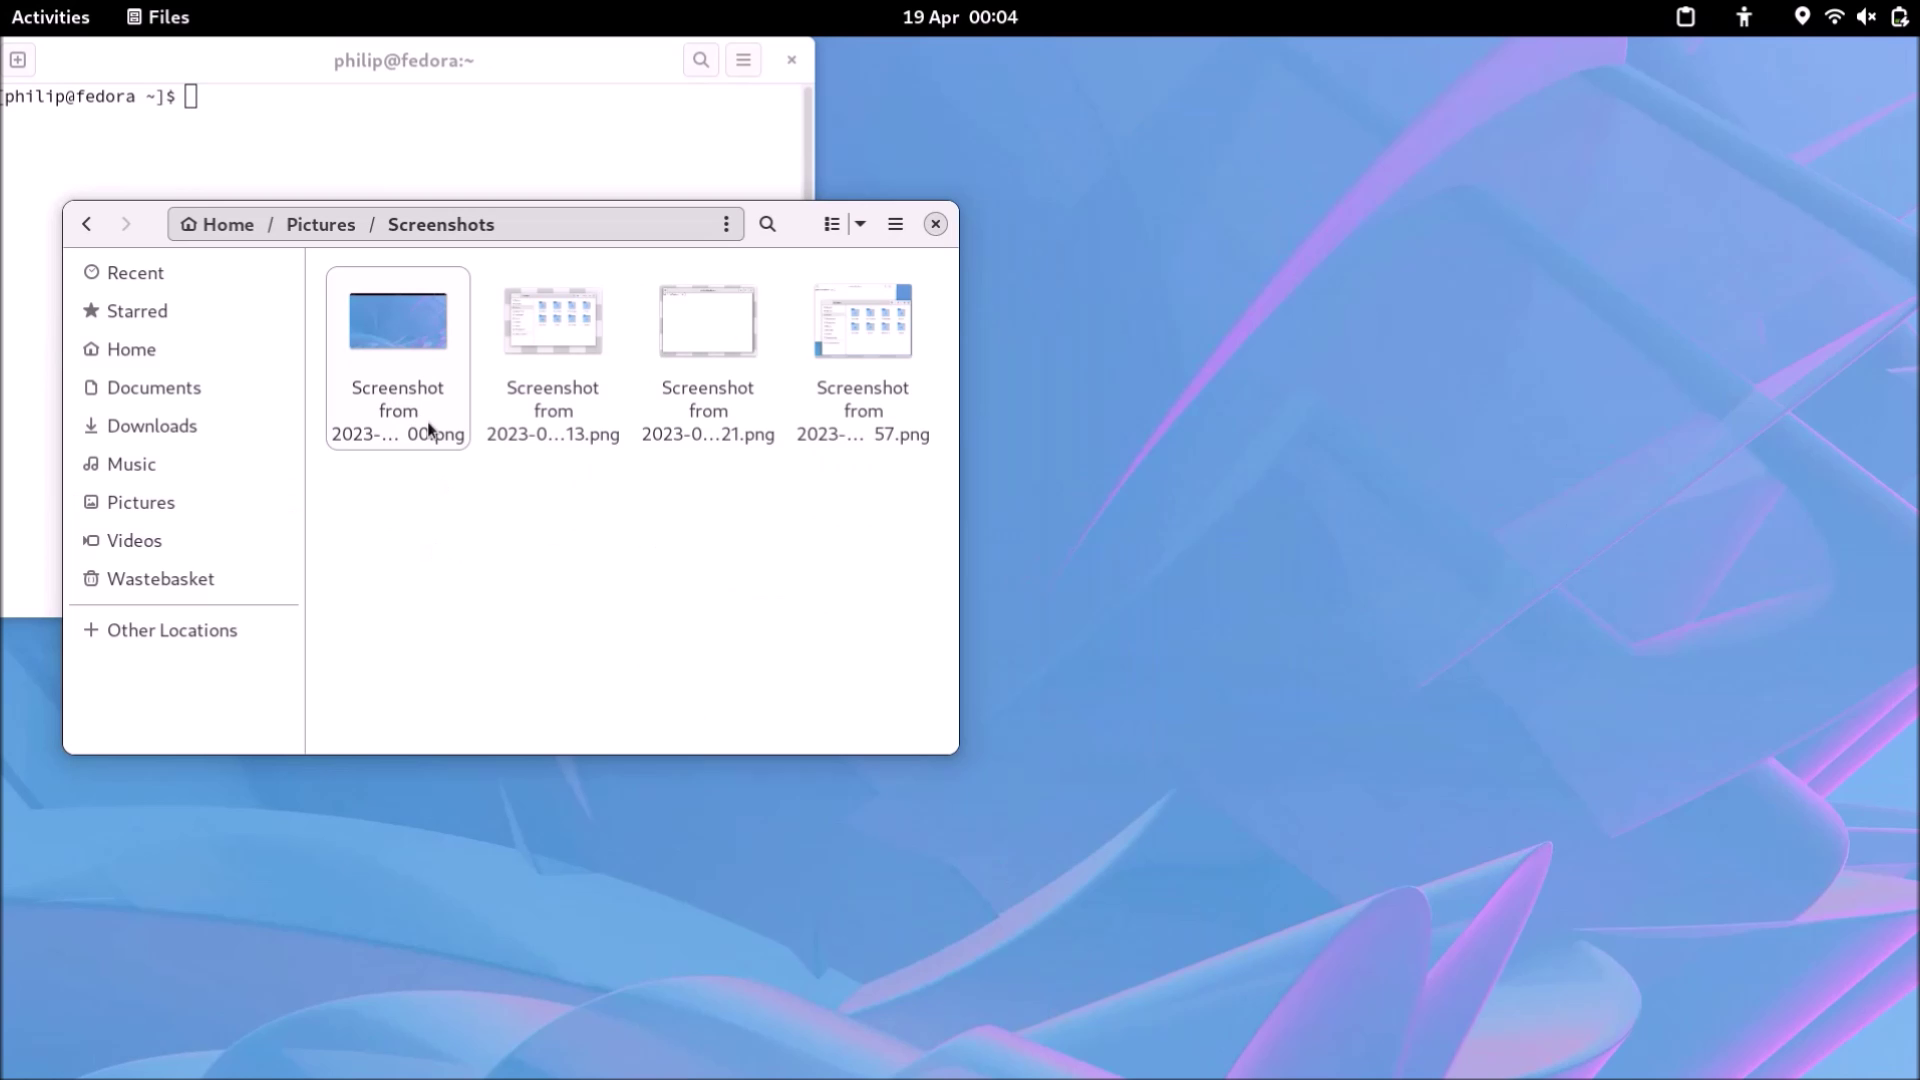 Activities Files 19 Apr 00:04
philip@fedora:~
philip@fedora ~]$
Home / Pictures / Screenshots
Recent
Starred
Home
Documents
Downloads
Music
Pictures
Videos
Wastebasket
Other Locations
Screenshot
from
2023-... 00.png
Screenshot
from
2023-0...13.png
Screenshot
from
2023-0...21.png
Screenshot
from
2023-... 57.png